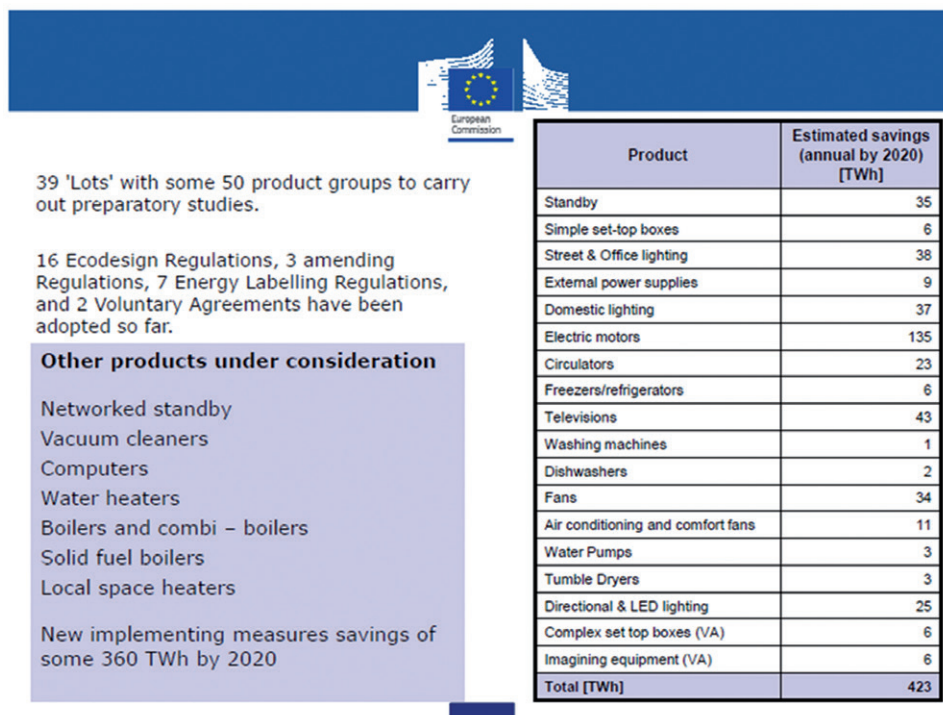 European
Commission
39 'Lots' with some 50 product groups to carry
out preparatory studies.
16 Ecodesign Regulations, 3 amending
Regulations, 7 Energy Labelling Regulations,
and 2 Voluntary Agreements have been
adopted so far.
Other products under consideration
Networked standby
Vacuum cleaners
Computers
Water heaters
Boilers and combi – boilers
Solid fuel boilers
Local space heaters
New implementing measures savings of
some 360 TWh by 2020
Product Estimated savings
(annual by 2020)
[TWh]
Standby 35
Simple set-top boxes 6
Street & Office lighting 38
External power supplies 9
Domestic lighting 37
Electric motors 135
Circulators 23
Freezers/refrigerators 6
Televisions 43
Washing machines 1
Dishwashers 2
Fans 34
Air conditioning and comfort fans 11
Water Pumps 3
Tumble Dryers 3
Directional & LED lighting 25
Complex set top boxes (VA) 6
Imagining equipment (VA) 6
Total [TWh] 423